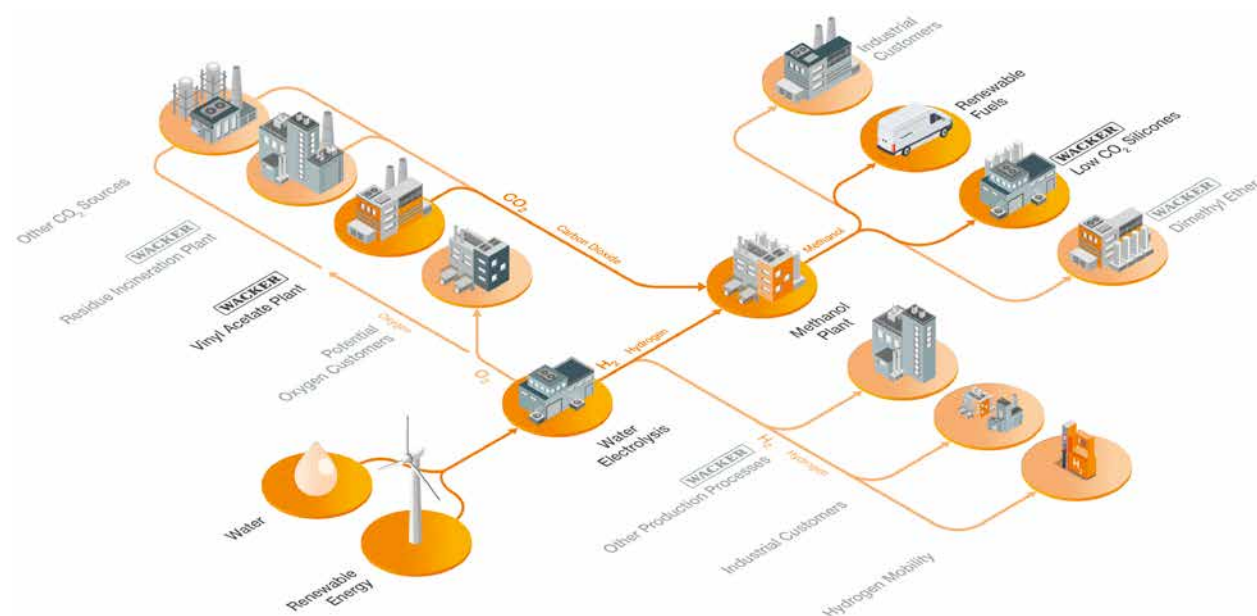 Industrial
Customers
Renewable
Fuels
WACKER
Low CO₂ Silicones
WACKER
Dimethyl Ether
Other CO₂ Sources
WACKER
Residue Incineration Plant
WACKER
Vinyl Acetate Plant
Potential
Oxygen Customers
CO₂
Carbon Dioxide
Methanol
Methanol
Plant
Oxygen
O₂
H₂
Hydrogen
Water
Electrolysis
Water
Renewable
Energy
H₂
Hydrogen
WACKER
Other Production Processes
Industrial Customers
Hydrogen Mobility
H₂